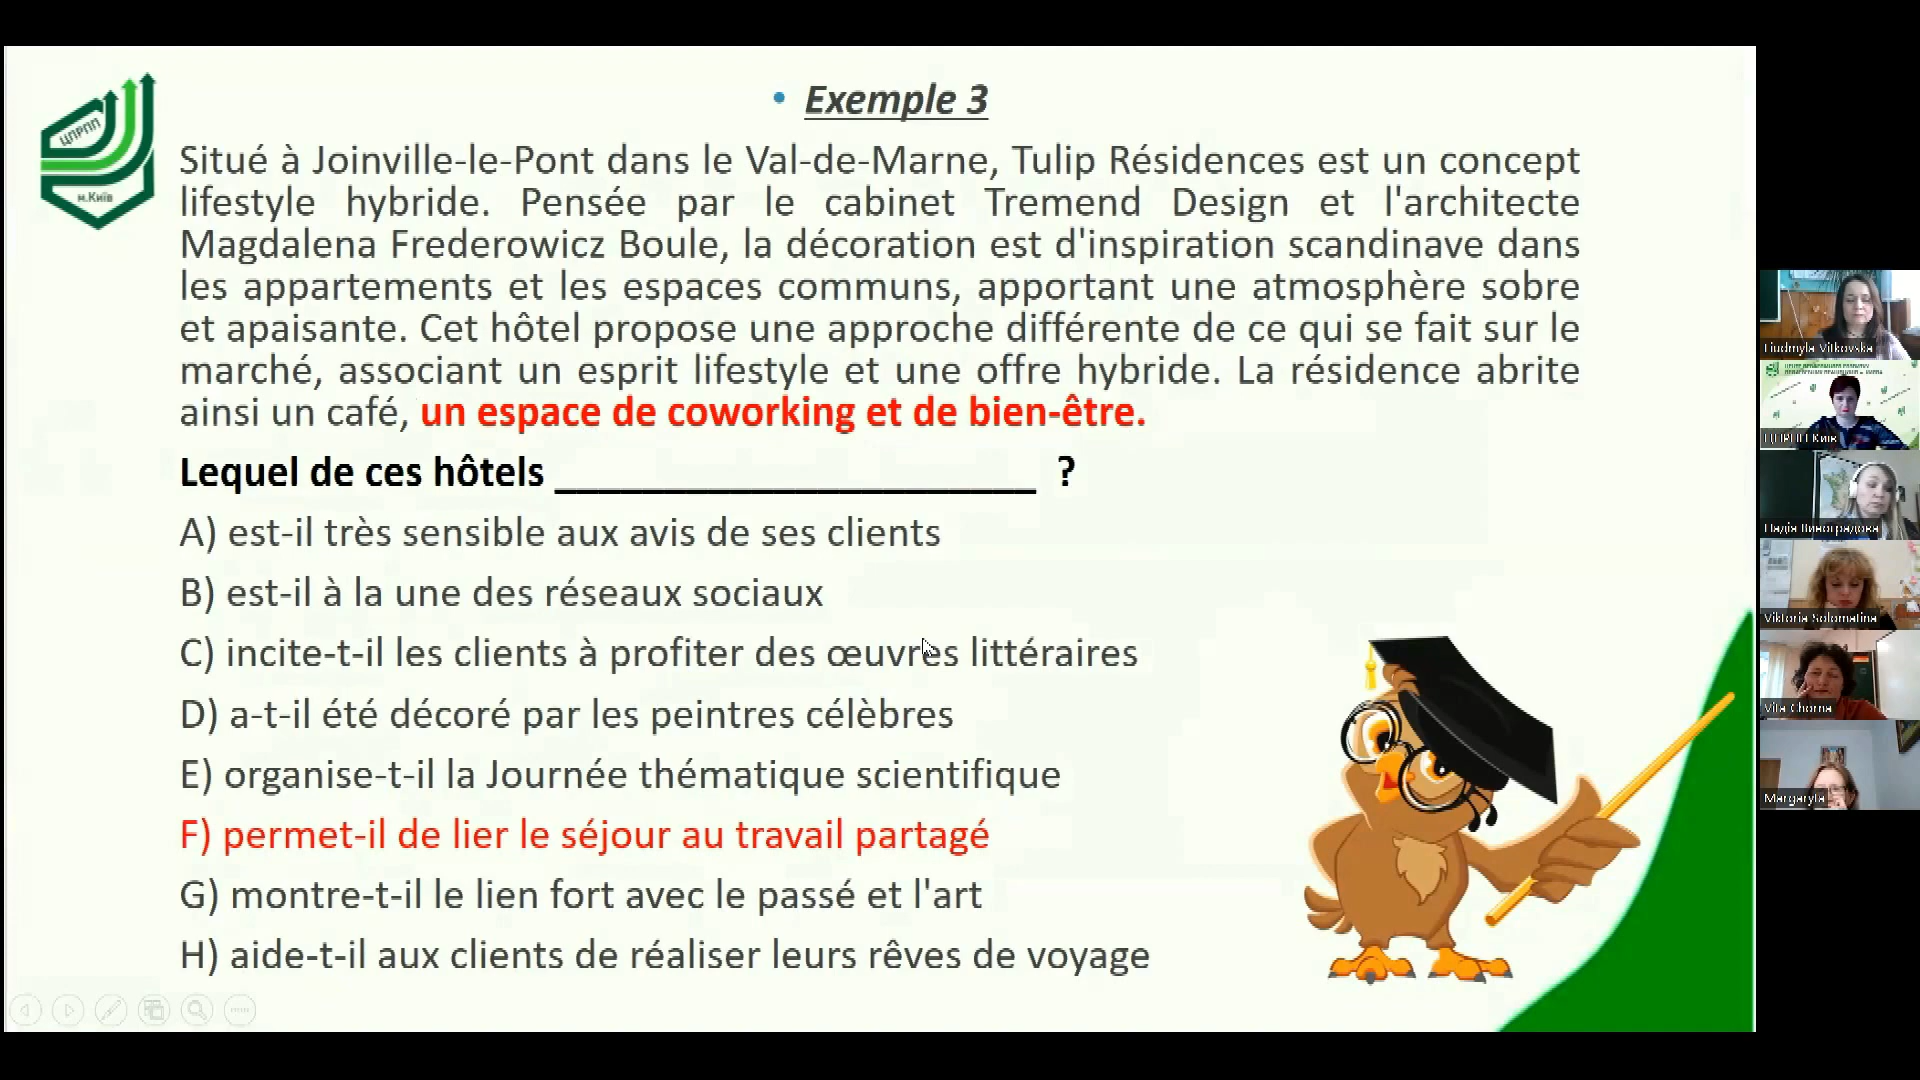 • Exemple 3
ЦПРПП
м.Київ
Situé à Joinville-le-Pont dans le Val-de-Marne, Tulip Résidences est un concept
lifestyle hybride. Pensée par le cabinet Tremend Design et l'architecte
Magdalena Frederowicz Boule, la décoration est d'inspiration scandinave dans
les appartements et les espaces communs, apportant une atmosphère sobre
et apaisante. Cet hôtel propose une approche différente de ce qui se fait sur le
marché, associant un esprit lifestyle et une offre hybride. La résidence abrite
ainsi un café, un espace de coworking et de bien-être.
Lequel de ces hôtels ______________________ ?
A) est-il très sensible aux avis de ses clients
B) est-il à la une des réseaux sociaux
C) incite-t-il les clients à profiter des œuvres littéraires
D) a-t-il été décoré par les peintres célèbres
E) organise-t-il la Journée thématique scientifique
F) permet-il de lier le séjour au travail partagé
G) montre-t-il le lien fort avec le passé et l'art
H) aide-t-il aux clients de réaliser leurs rêves de voyage
Liudmyla Vitkovska
ЦПРПП Київ
Надія Виноградова
Viktoria Solomatina
Vita Chorna
Margaryta